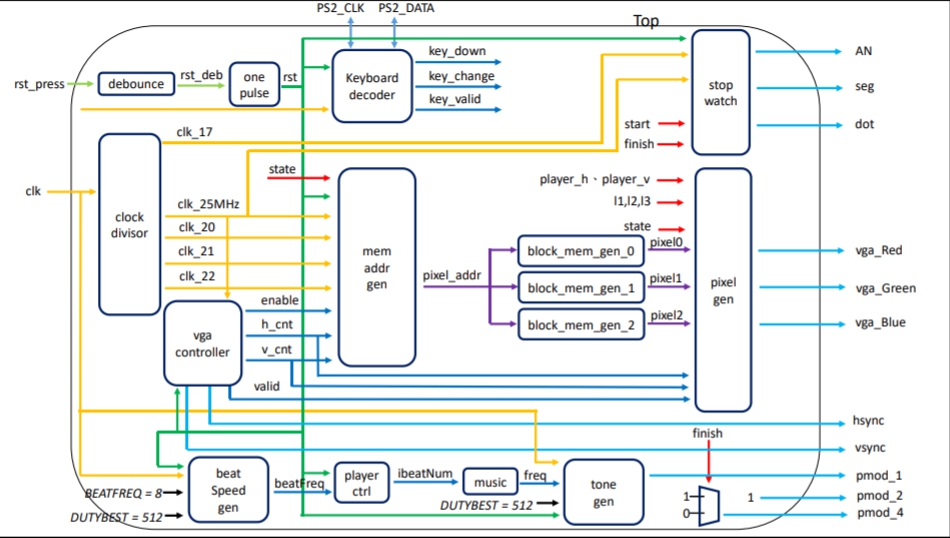 PS2_CLK PS2_DATA
Top
rst_press
debounce
rst_deb
one
pulse
rst
Keyboard
decoder
key_down
key_change
key_valid
stop
watch
start
finish
AN
seg
dot
clk
clock
divisor
clk_17
clk_25MHz
clk_20
clk_21
clk_22
state
mem
addr
gen
pixel_addr
block_mem_gen_0
block_mem_gen_1
block_mem_gen_2
pixel0
pixel1
pixel2
player_h、player_v
l1,l2,l3
state
pixel
gen
vga_Red
vga_Green
vga_Blue
vga
controller
enable
h_cnt
v_cnt
valid
hsync
vsync
finish
beat
Speed
gen
BEATFREQ = 8
DUTYBEST = 512
beatFreq
player
ctrl
ibeatNum
music
freq
DUTYBEST = 512
tone
gen
1
0
1
pmod_1
pmod_2
pmod_4